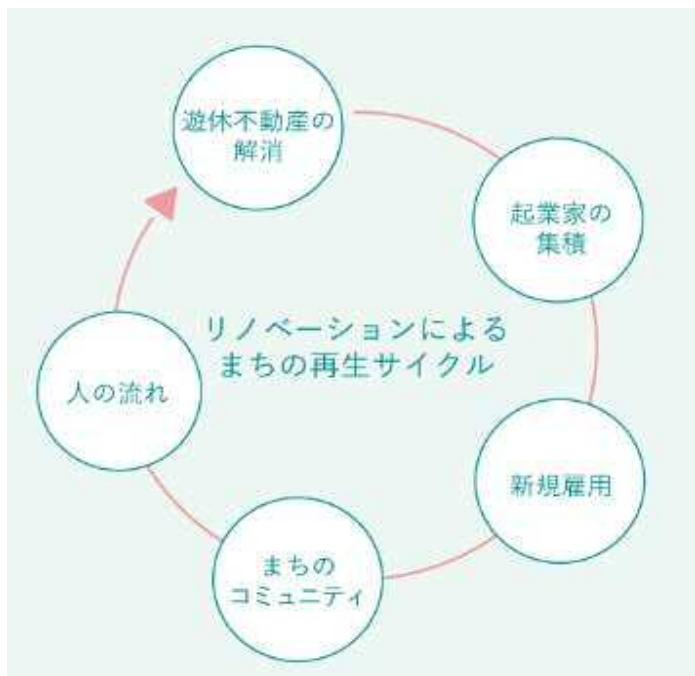 遊休不動産の
解消
起業家の
集積
リノベーションによる
まちの再生サイクル
人の流れ
新規雇用
まちの
コミュニティ